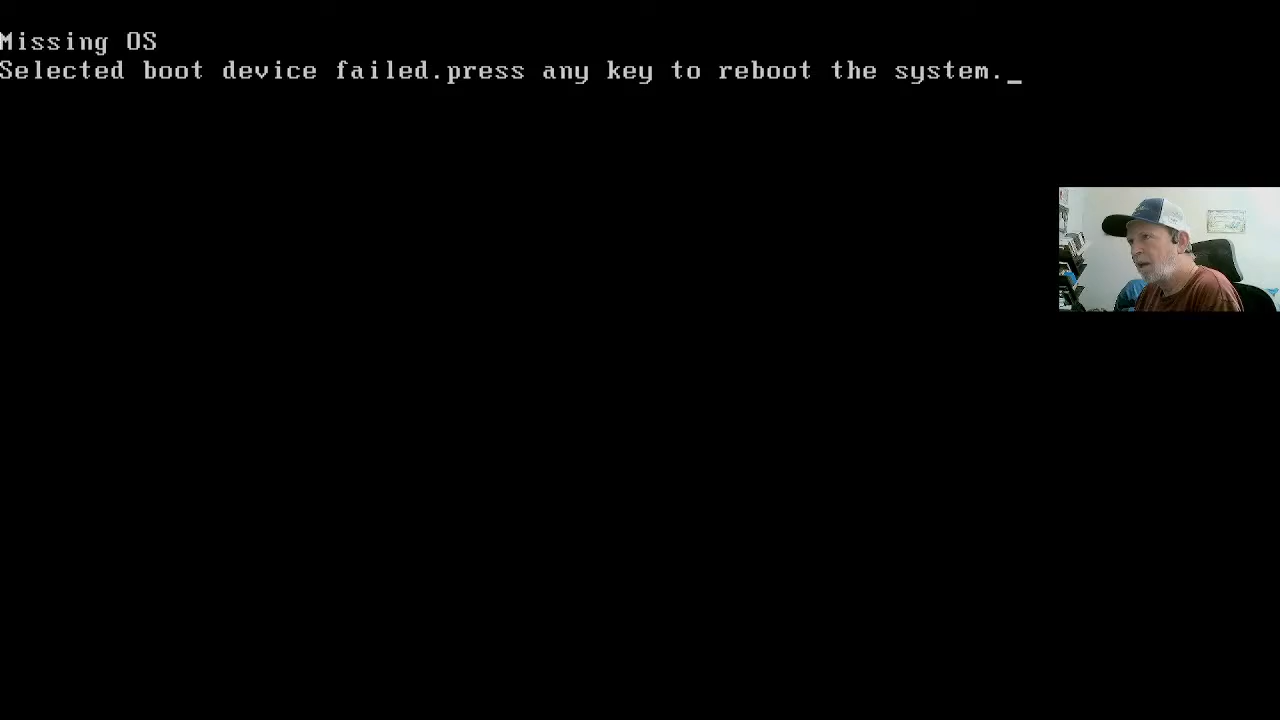 Missing OS
Selected boot device failed.press any key to reboot the system._